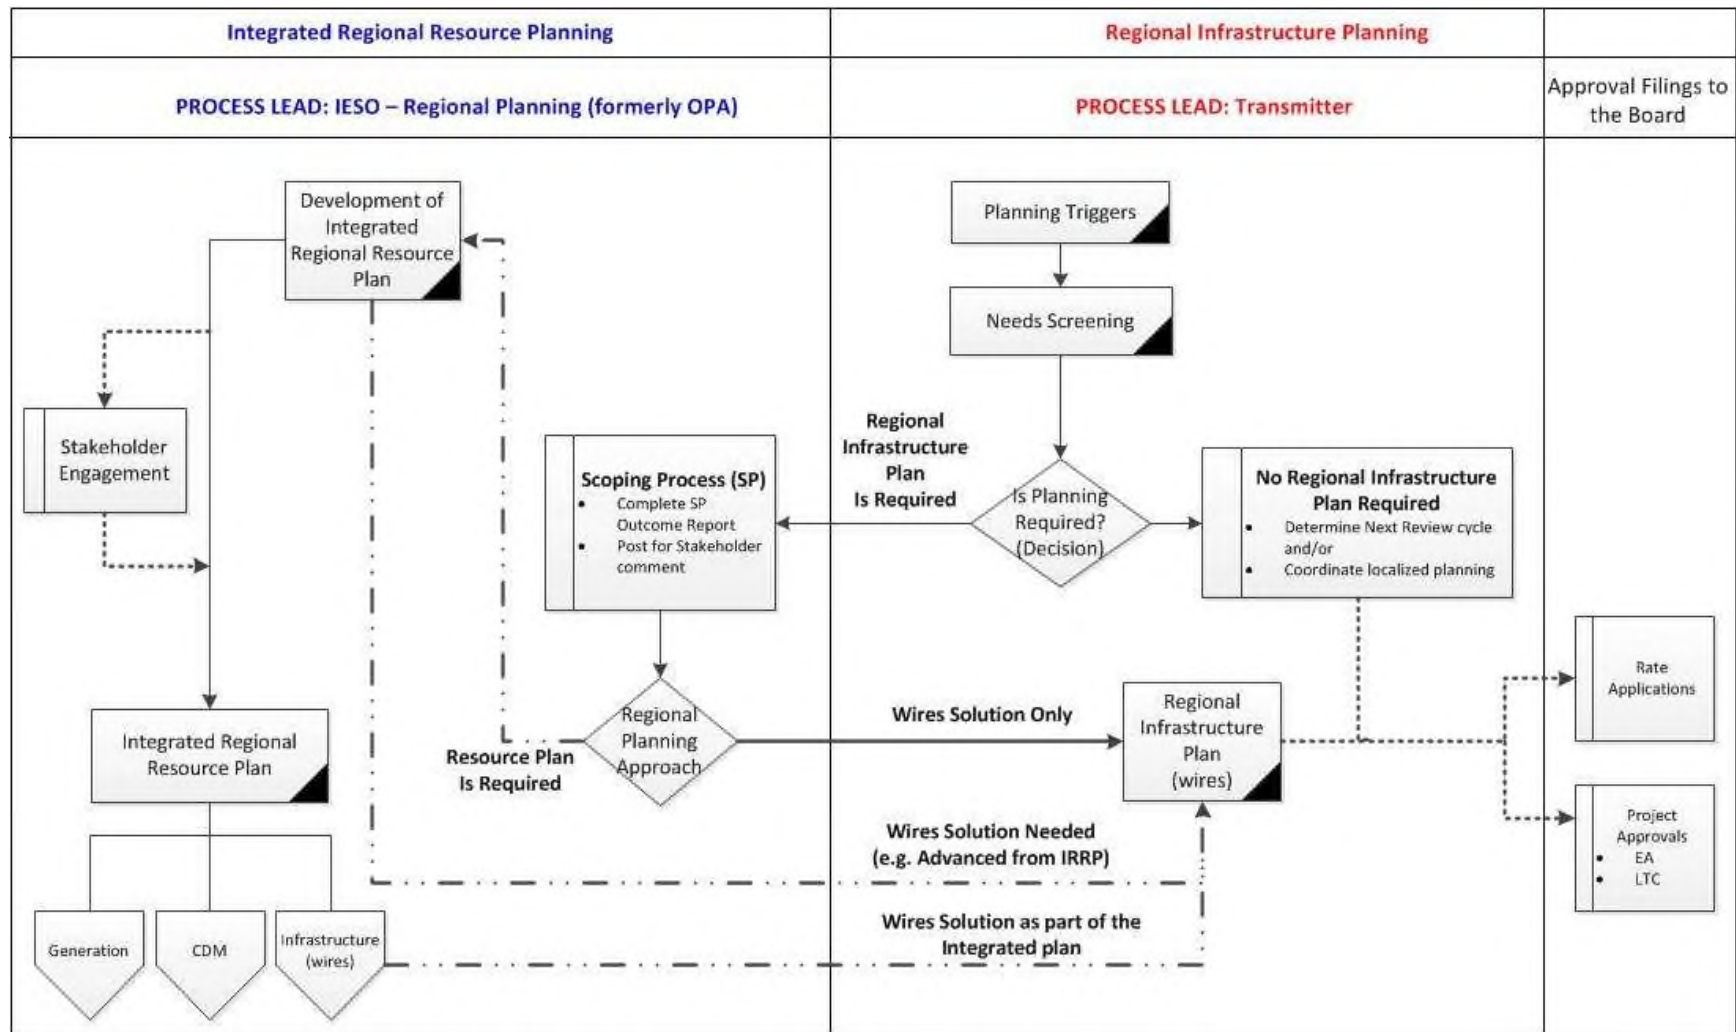 Integrated Regional Resource Planning
Regional Infrastructure Planning
PROCESS LEAD: IESO – Regional Planning (formerly OPA)
PROCESS LEAD: Transmitter
Approval Filings to
the Board
Development of
Integrated
Regional Resource
Plan
Planning Triggers
Needs Screening
Stakeholder
Engagement
Scoping Process (SP)
• Complete SP
Outcome Report
• Post for Stakeholder
comment
Regional
Infrastructure
Plan
Is Required
Is Planning
Required?
(Decision)
No Regional Infrastructure
Plan Required
• Determine Next Review cycle
and/or
• Coordinate localized planning
Integrated Regional
Resource Plan
Resource Plan
Is Required
Regional
Planning
Approach
Wires Solution Only
Regional
Infrastructure
Plan
(wires)
Rate
Applications
Project
Approvals
• EA
• LTC
Wires Solution Needed
(e.g. Advanced from IRRP)
Wires Solution as part of the
Integrated plan
Generation
CDM
Infrastructure
(wires)